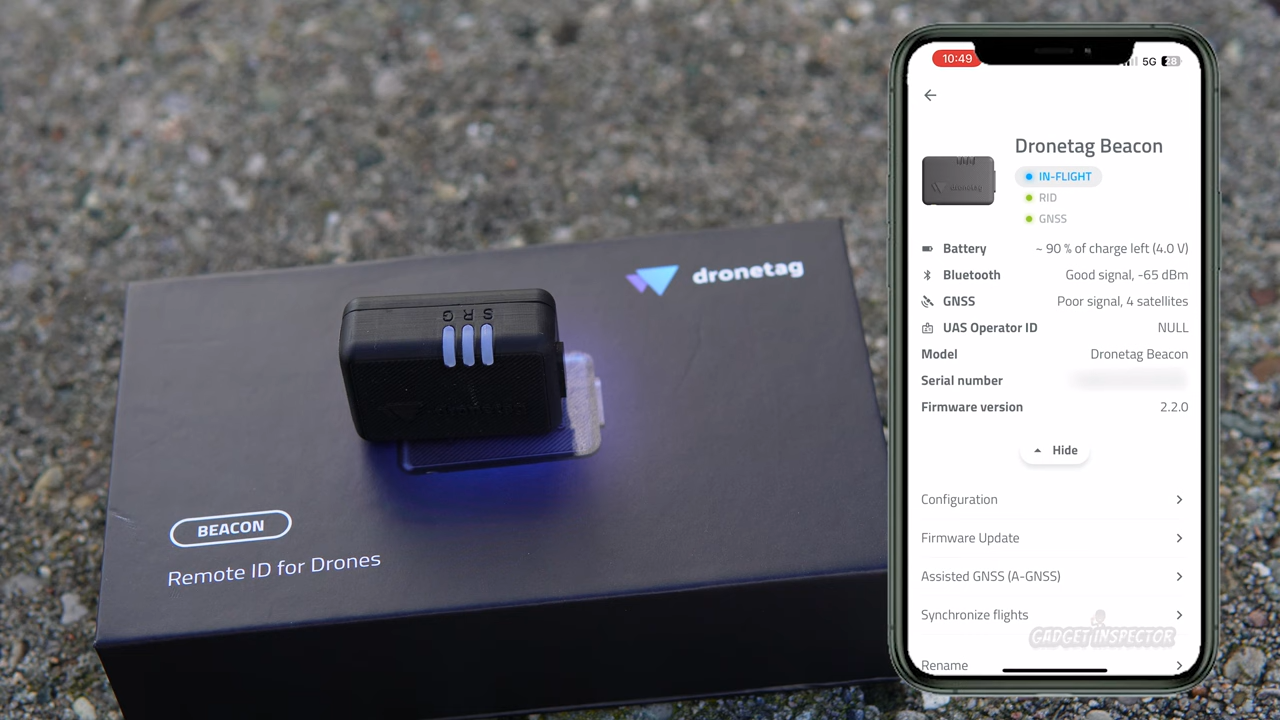 dronetag
G R S
dronetag
BEACON
Remote ID for Drones
10:49
5G 28
Dronetag Beacon
dronetag
IN-FLIGHT
RID
GNSS
Battery ~ 90 % of charge left (4.0 V)
Bluetooth Good signal, -65 dBm
GNSS Poor signal, 4 satellites
UAS Operator ID NULL
Model Dronetag Beacon
Serial number
Firmware version 2.2.0
Hide
Configuration
Firmware Update
Assisted GNSS (A-GNSS)
Synchronize flights
GADGET INSPECTOR
Rename